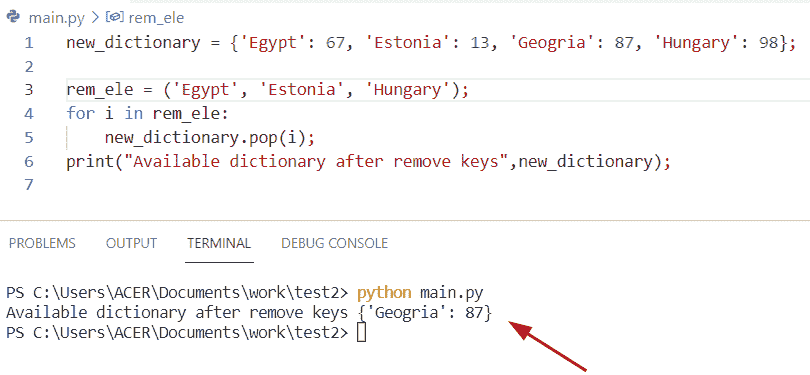 main.py > rem_ele
1 new_dictionary = {'Egypt': 67, 'Estonia': 13, 'Geogria': 87, 'Hungary': 98};
2
3 rem_ele = ('Egypt', 'Estonia', 'Hungary');
4 for i in rem_ele:
5     new_dictionary.pop(i);
6 print("Available dictionary after remove keys",new_dictionary);
7
PROBLEMS OUTPUT TERMINAL DEBUG CONSOLE
PS C:\Users\ACER\Documents\work\test2> python main.py
Available dictionary after remove keys {'Geogria': 87}
PS C:\Users\ACER\Documents\work\test2>